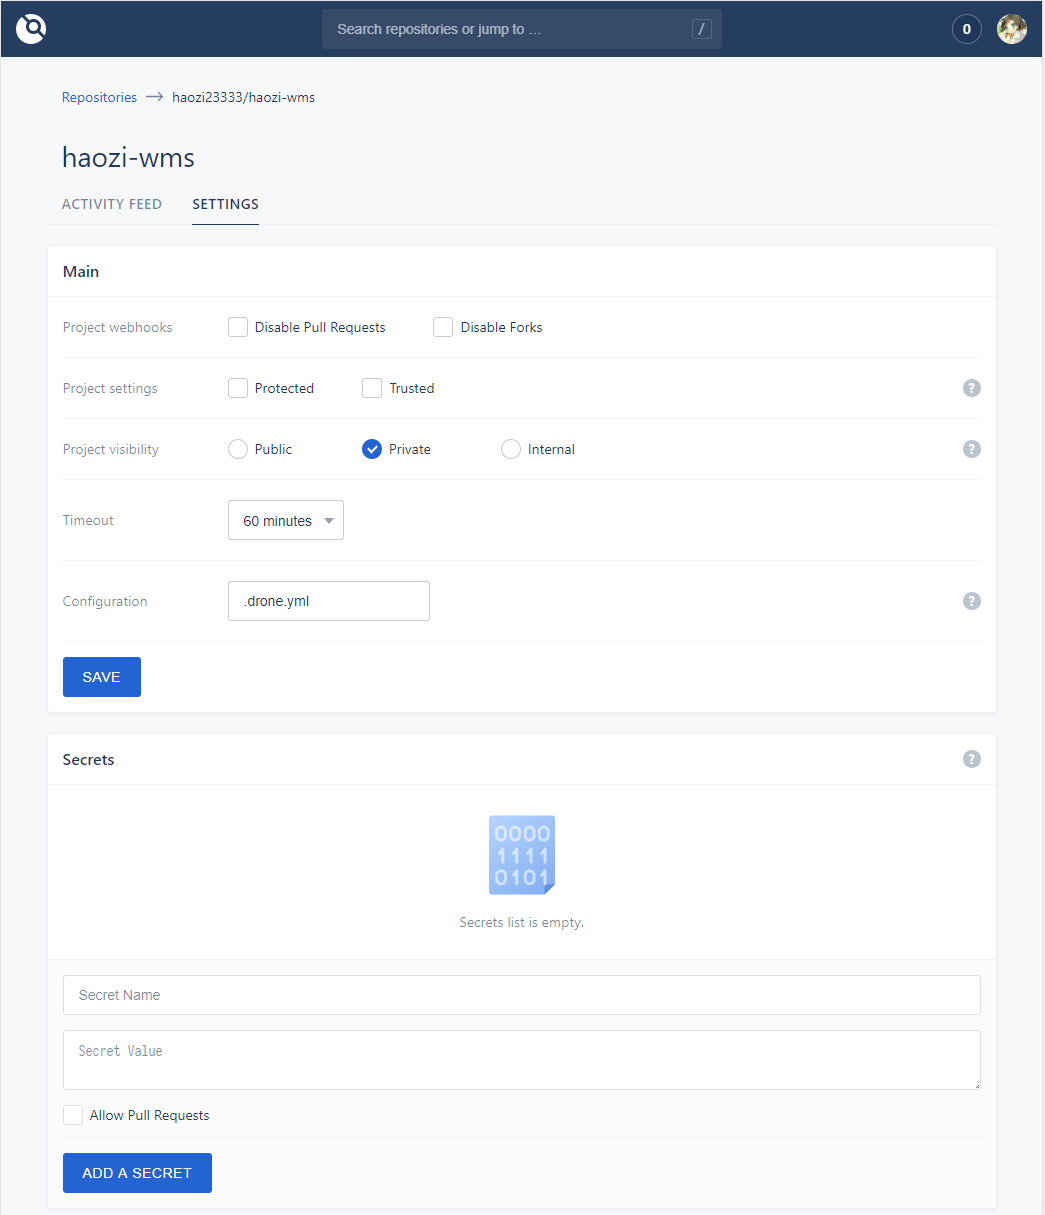 Search repositories or jump to … /
0
Repositories haozi23333/haozi-wms
haozi-wms
ACTIVITY FEED SETTINGS
Main
Project webhooks Disable Pull Requests Disable Forks
Project settings Protected Trusted ?
Project visibility Public Private Internal ?
Timeout 60 minutes
Configuration .drone.yml ?
SAVE
Secrets ?
0000
1111
0101
Secrets list is empty.
Secret Name
Secret Value
Allow Pull Requests
ADD A SECRET